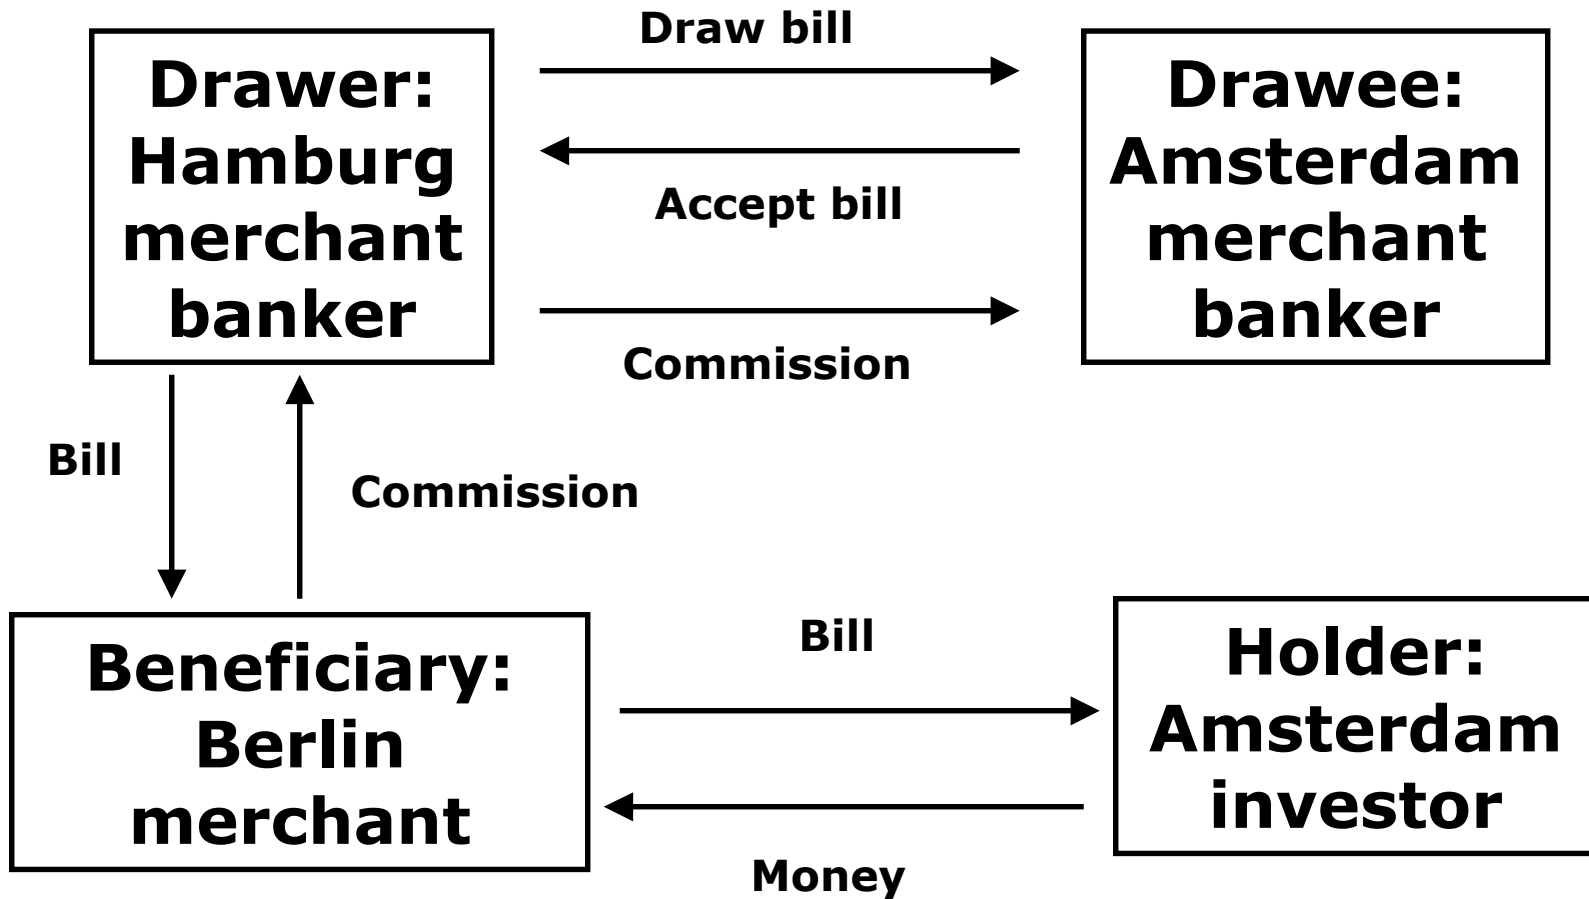 Draw bill
Drawer:
Hamburg
merchant
banker
Accept bill
Commission
Drawee:
Amsterdam
merchant
banker
Bill
Commission
Beneficiary:
Berlin
merchant
Bill
Money
Holder:
Amsterdam
investor